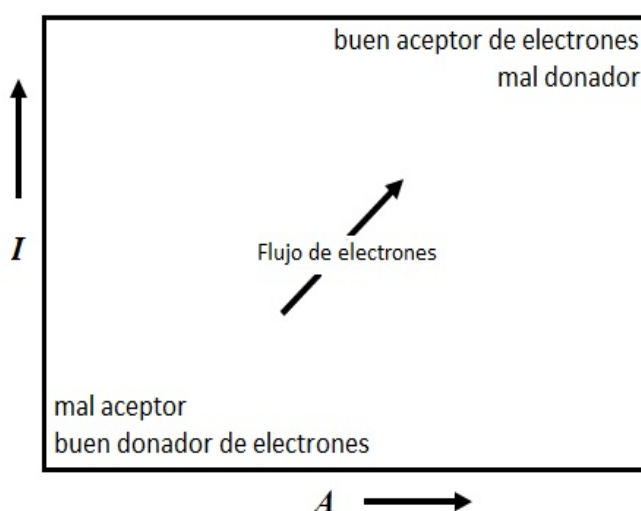 buen aceptor de electrones
mal donador
I
Flujo de electrones
mal aceptor
buen donador de electrones
A